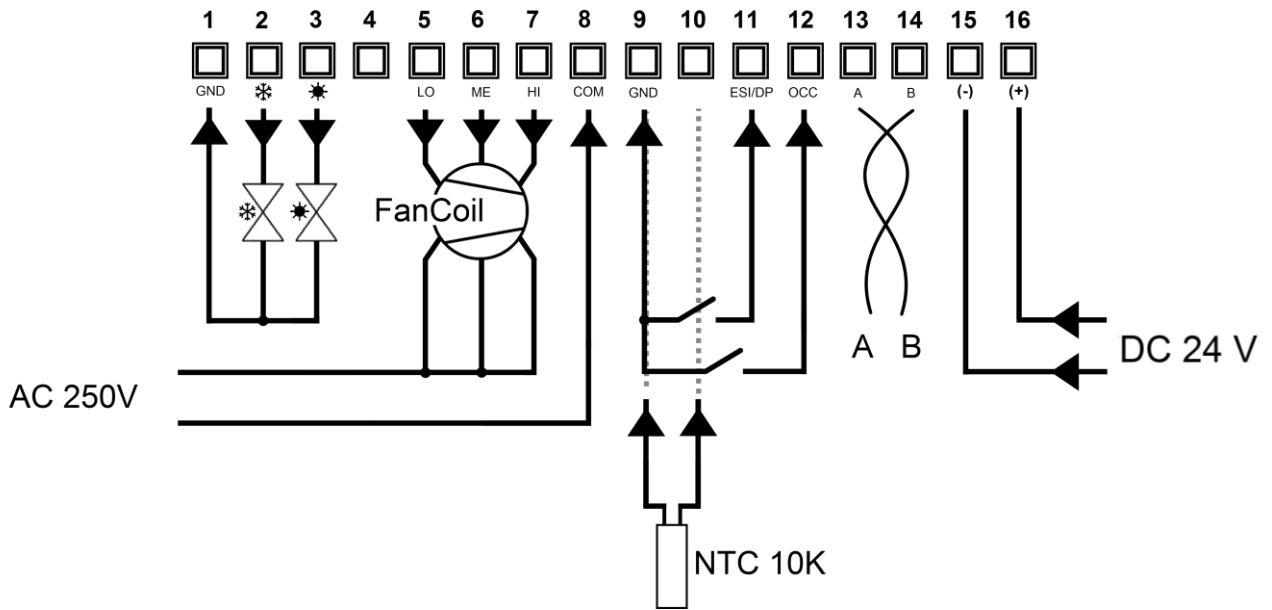 1 2 3 4 5 6 7 8 9 10 11 12 13 14 15 16
GND LO ME HI COM GND ESI/DP OCC A B (-) (+)
FanCoil
A B
DC 24 V
AC 250V
NTC 10K